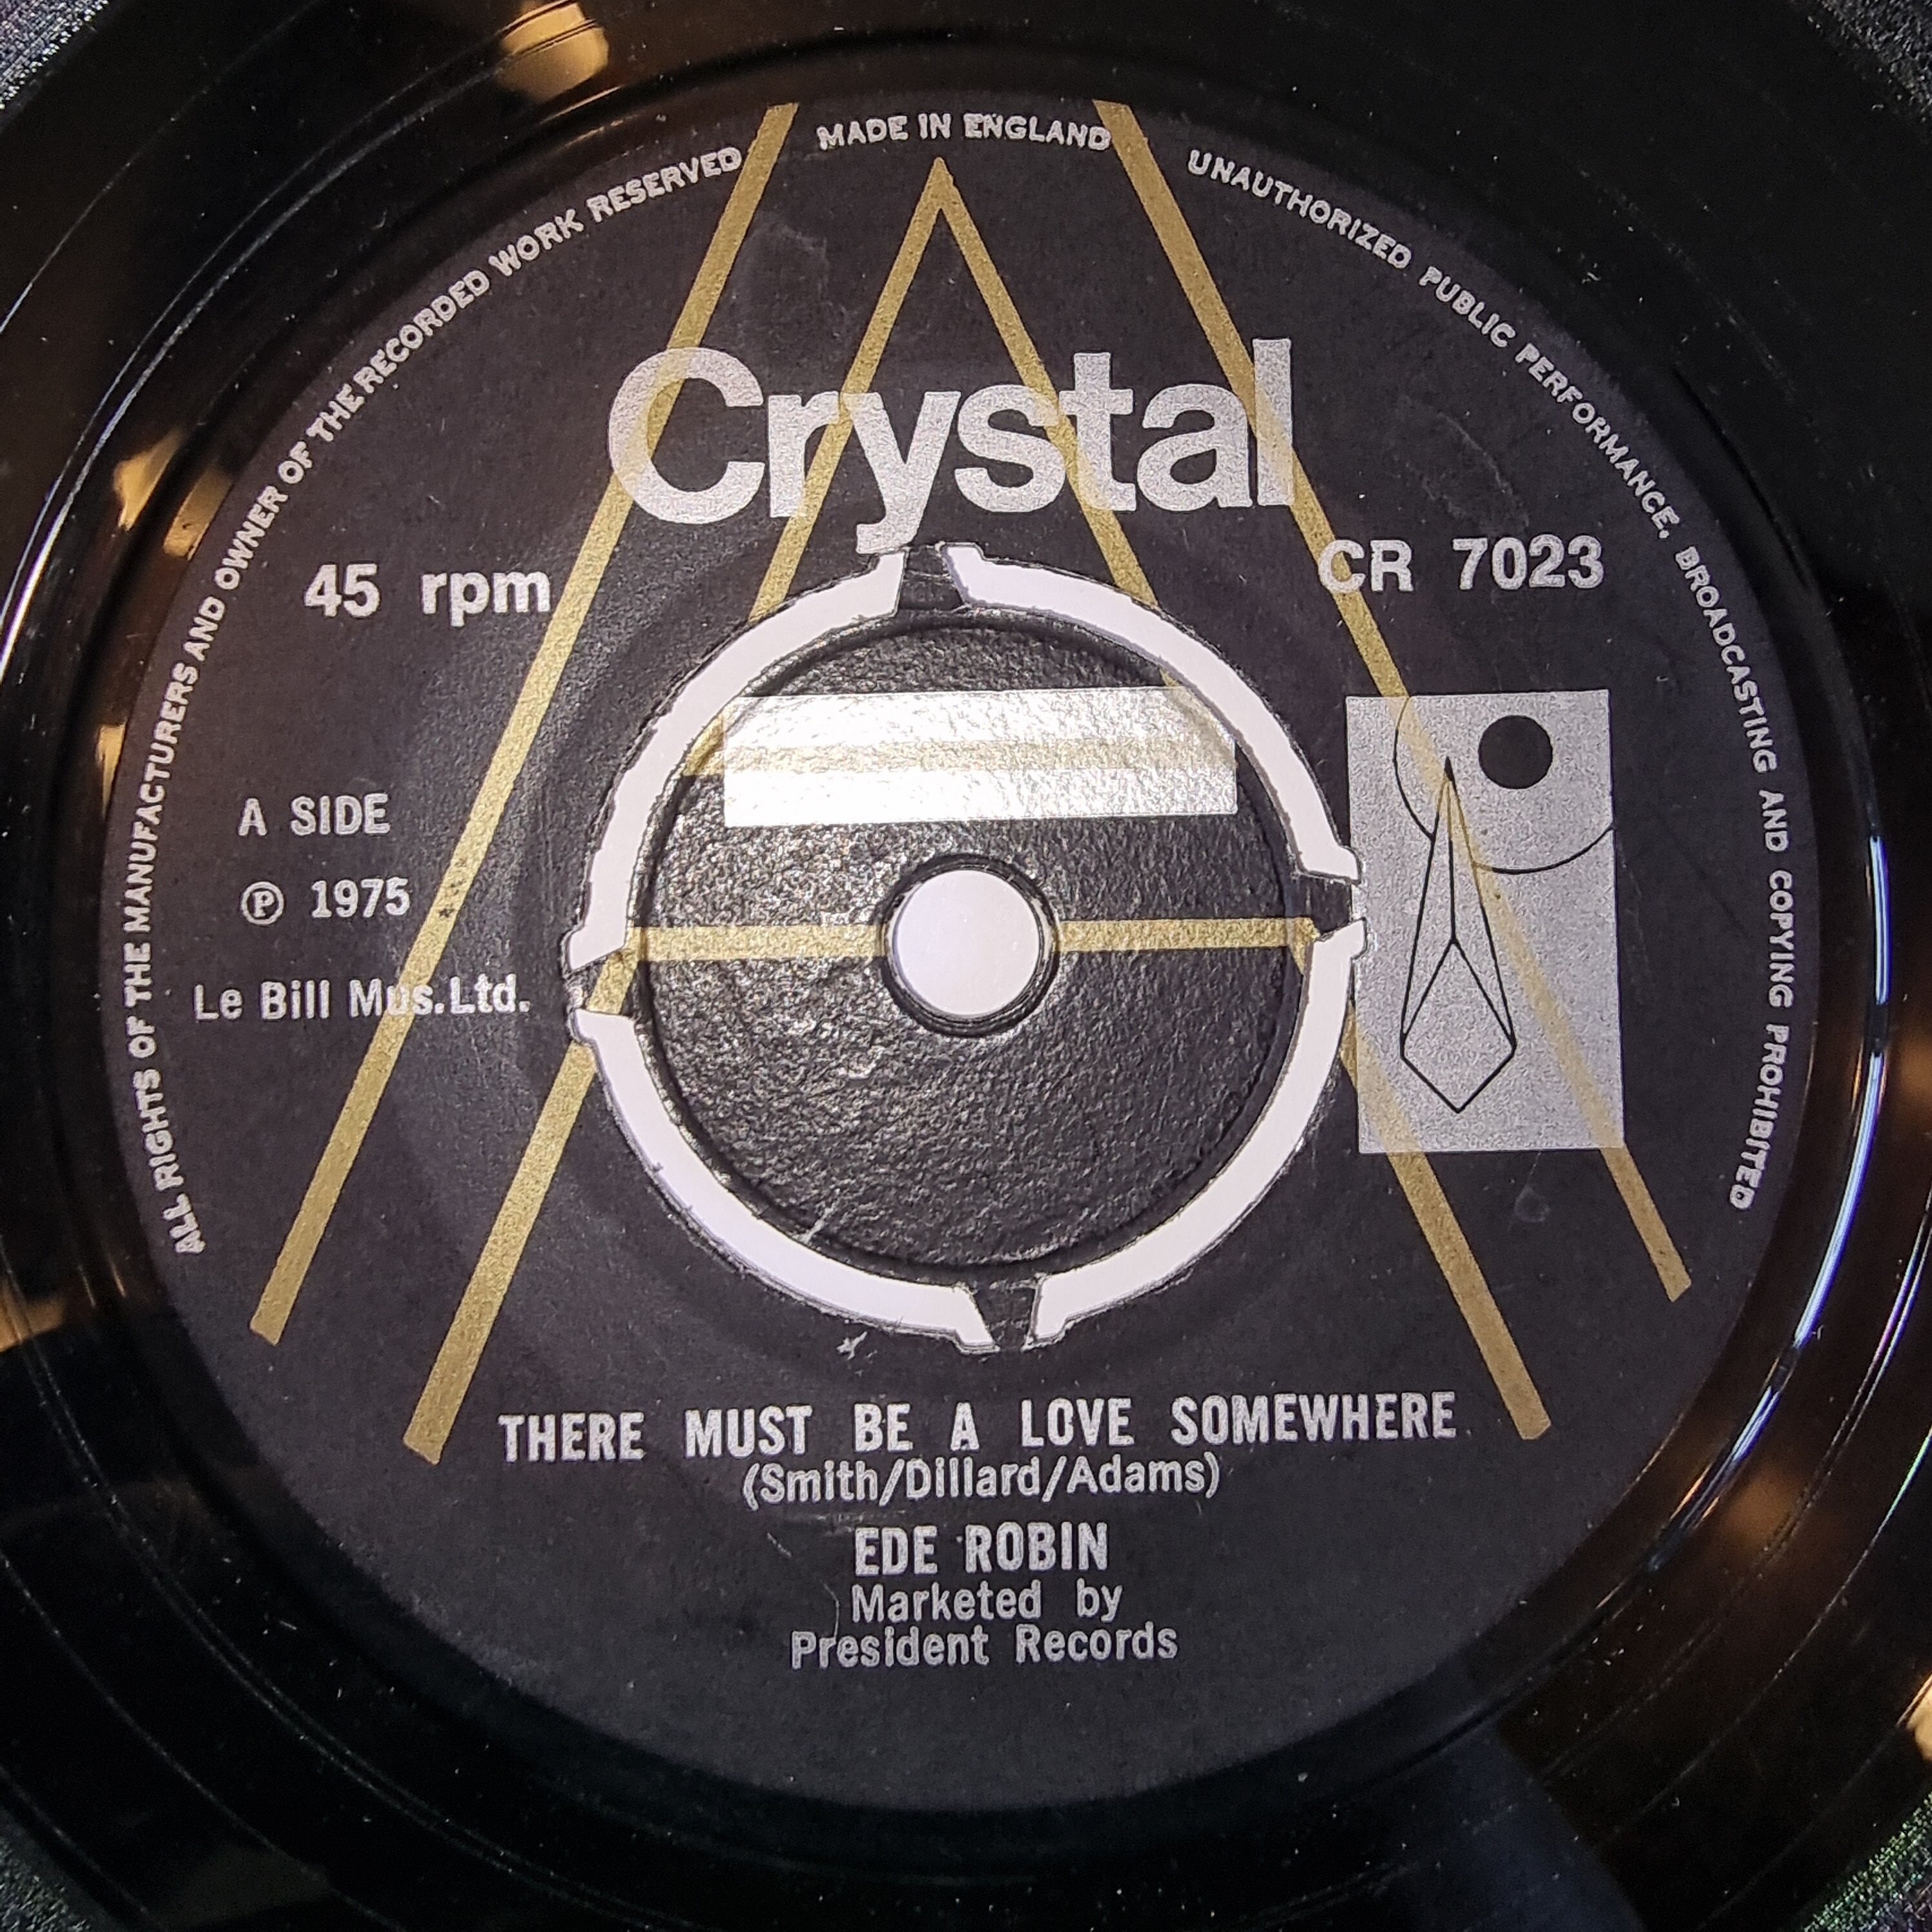 ALL RIGHTS OF THE MANUFACTURERS AND OWNER OF THE RECORDED WORK RESERVED
MADE IN ENGLAND
UNAUTHORIZED PUBLIC PERFORMANCE, BROADCASTING AND COPYING PROHIBITED
Crystal
45 rpm
CR 7023
A SIDE
℗ 1975
Le Bill Mus.Ltd.
THERE MUST BE A LOVE SOMEWHERE
(Smith/Dillard/Adams)
EDE ROBIN
Marketed by
President Records